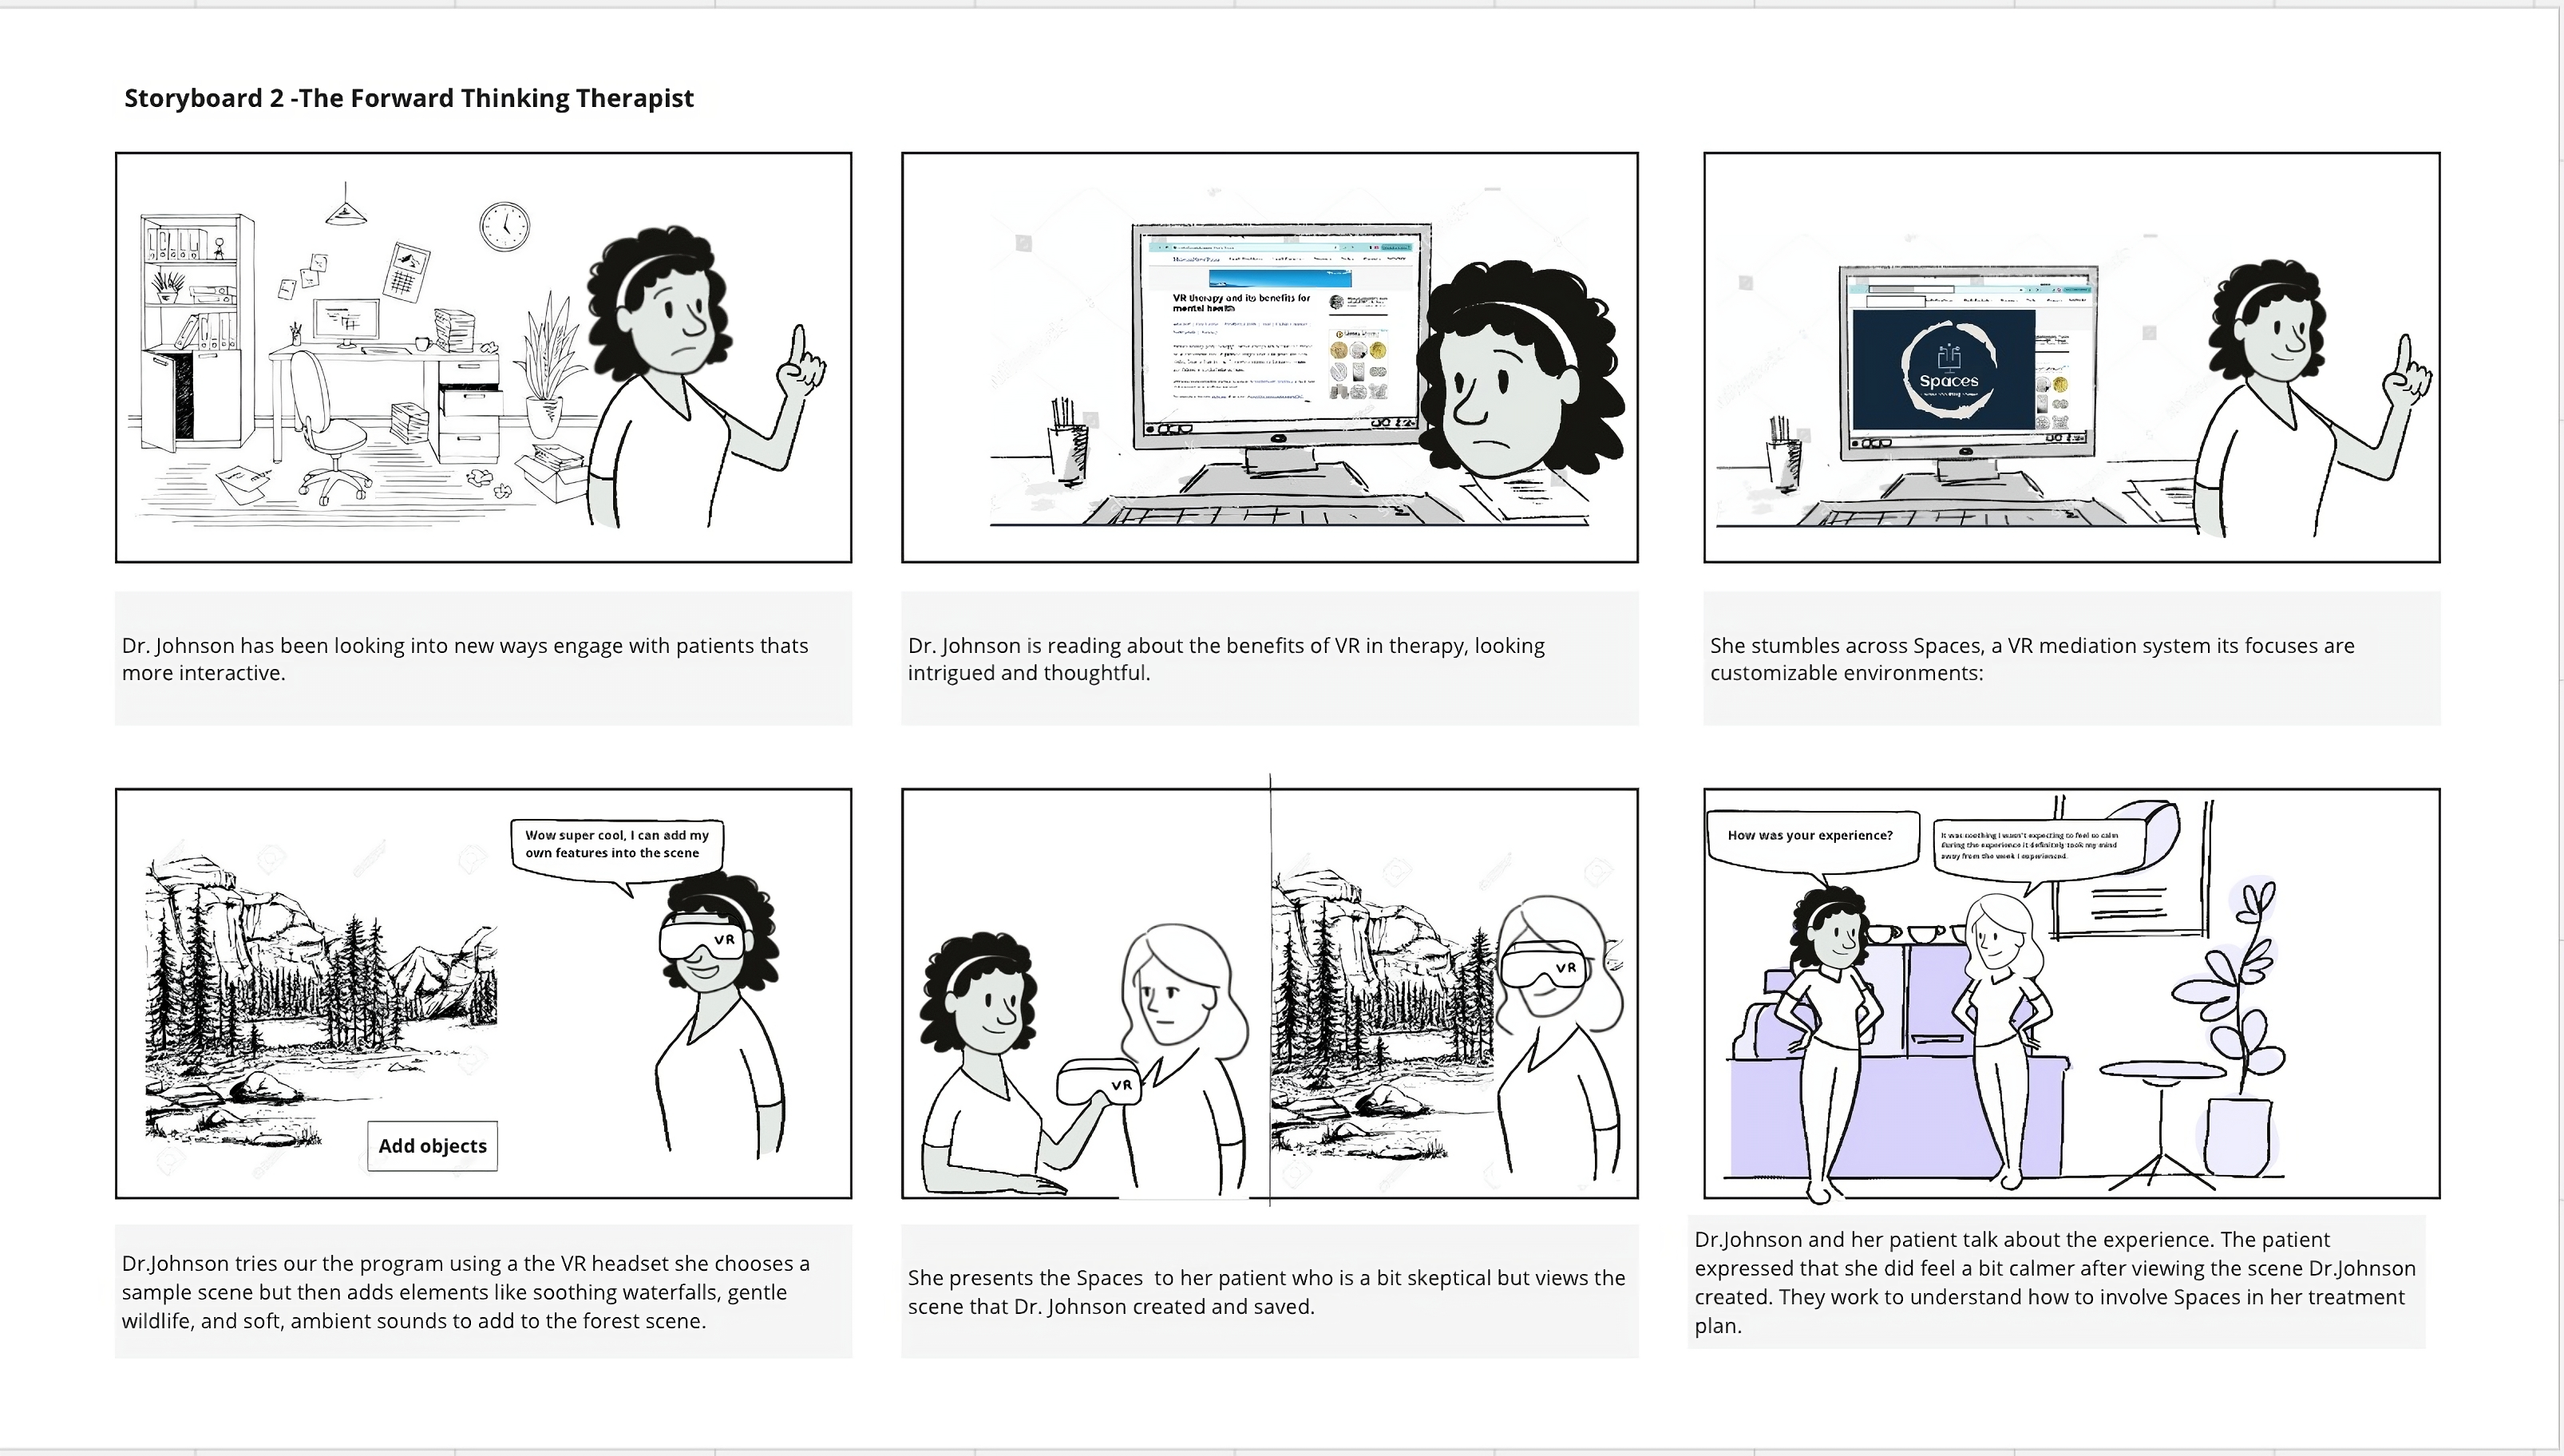 Storyboard 2 -The Forward Thinking Therapist
VR therapy and its benefits for
mental health
Spaces
Dr. Johnson has been looking into new ways engage with patients thats
more interactive.
Dr. Johnson is reading about the benefits of VR in therapy, looking
intrigued and thoughtful.
She stumbles across Spaces, a VR mediation system its focuses are
customizable environments:
Wow super cool, I can add my
own features into the scene
VR
Add objects
VR
VR
How was your experience?
It was soothing I wasn't expecting to feel so calm
during the experience it definitely took my mind
away from the week I experienced.
Dr.Johnson tries our the program using a the VR headset she chooses a
sample scene but then adds elements like soothing waterfalls, gentle
wildlife, and soft, ambient sounds to add to the forest scene.
She presents the Spaces to her patient who is a bit skeptical but views the
scene that Dr. Johnson created and saved.
Dr.Johnson and her patient talk about the experience. The patient
expressed that she did feel a bit calmer after viewing the scene Dr.Johnson
created. They work to understand how to involve Spaces in her treatment
plan.